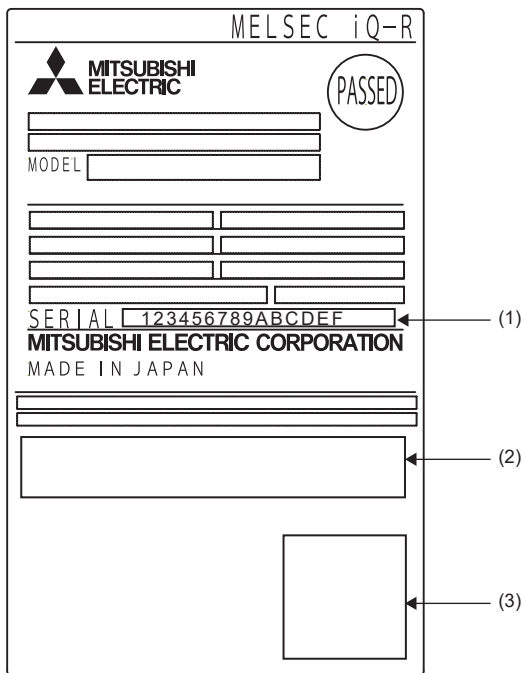 MELSEC iQ-R
MITSUBISHI
ELECTRIC
PASSED
MODEL
SERIAL 123456789ABCDEF
(1)
MITSUBISHI ELECTRIC CORPORATION
MADE IN JAPAN
(2)
(3)